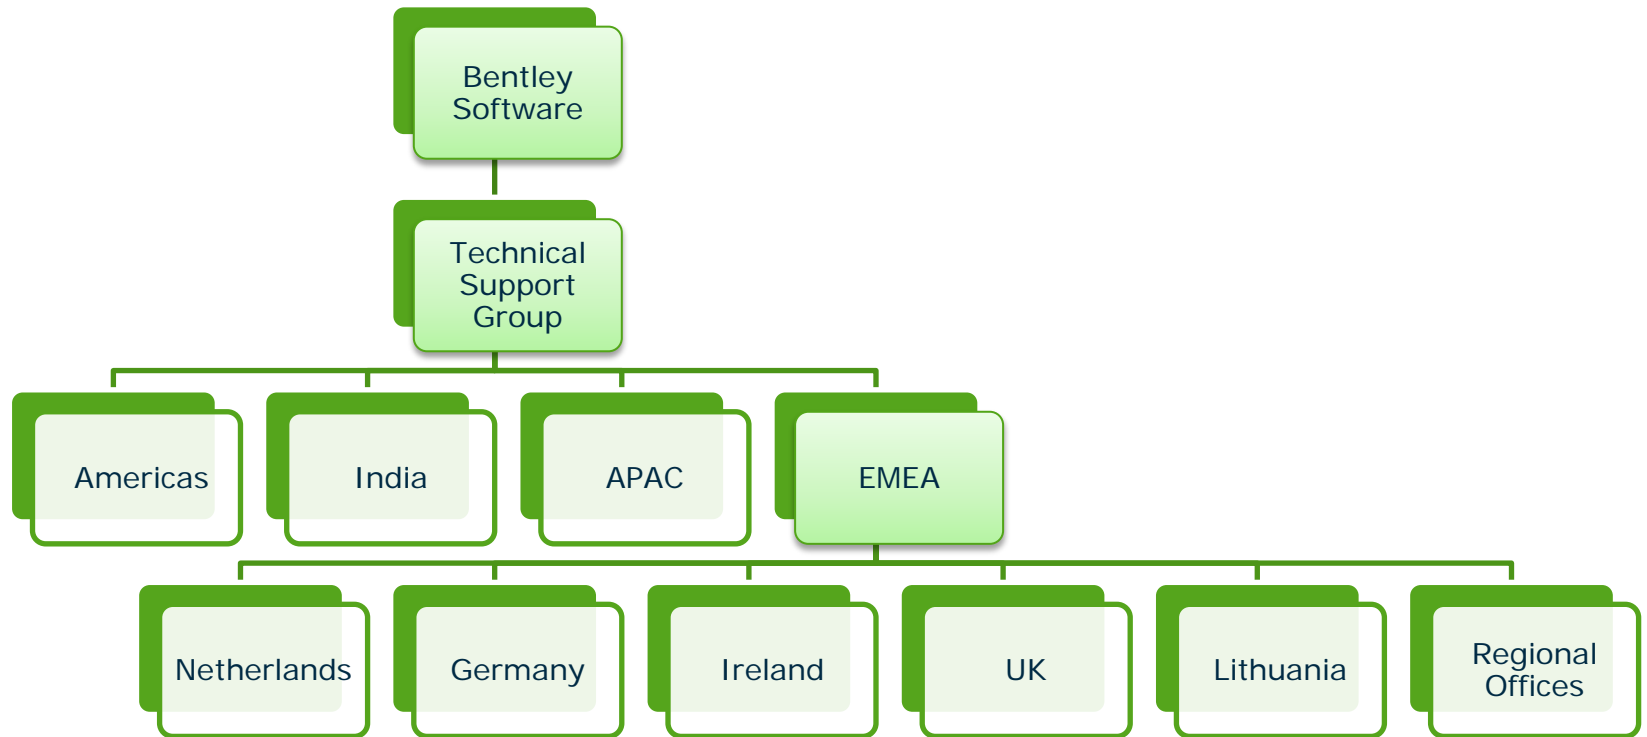 Bentley
Software
Technical
Support
Group
Americas
India
APAC
EMEA
Netherlands
Germany
Ireland
UK
Lithuania
Regional
Offices